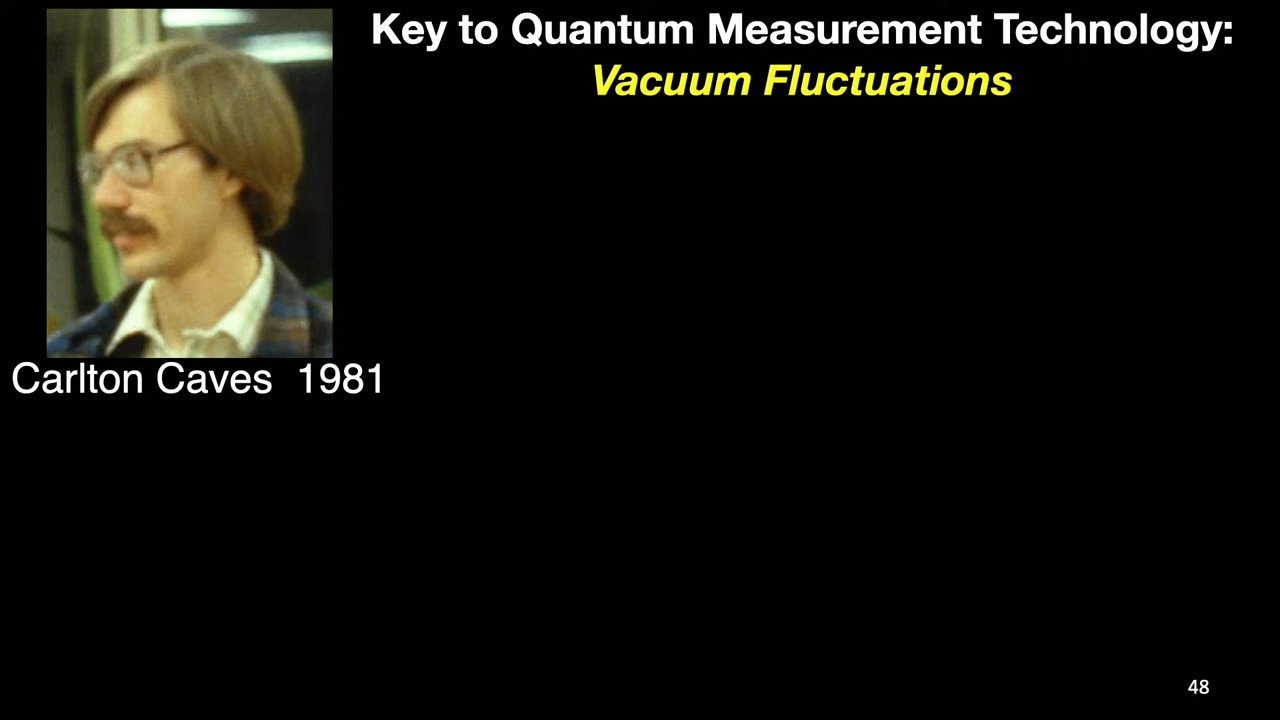 Key to Quantum Measurement Technology:
Vacuum Fluctuations
Carlton Caves 1981
48